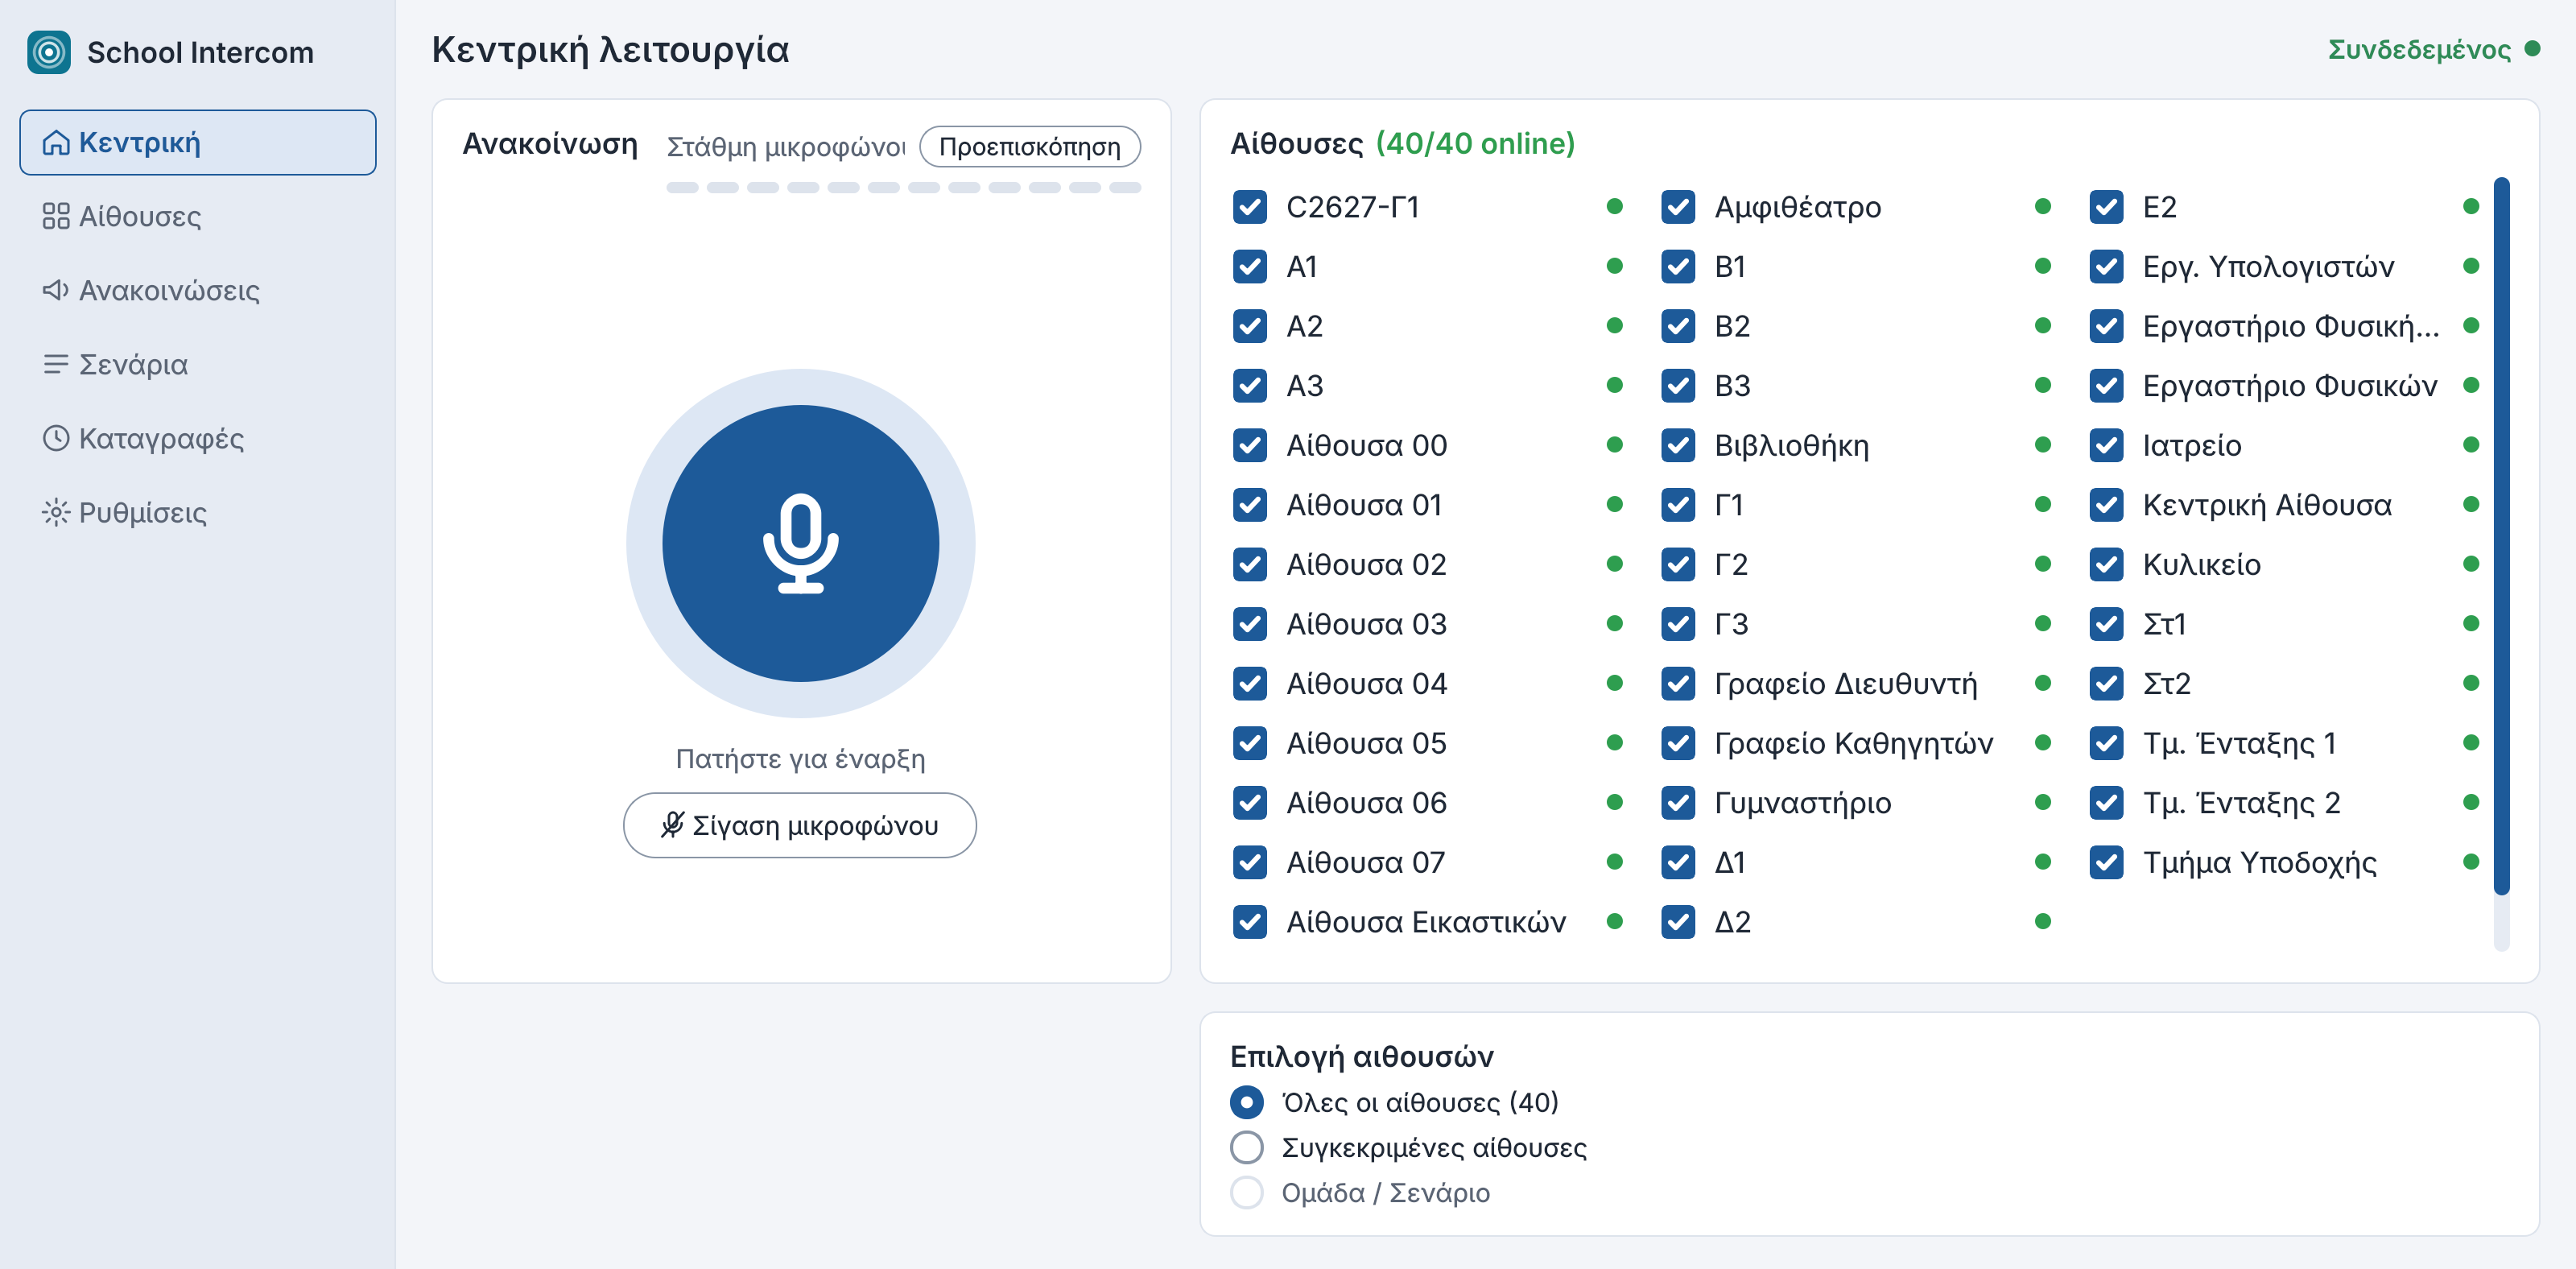 School Intercom
Κεντρική
Αίθουσες
Ανακοινώσεις
Σενάρια
Καταγραφές
Ρυθμίσεις
Κεντρική λειτουργία
Συνδεδεμένος
Ανακοίνωση
Στάθμη μικροφώνου
Προεπισκόπηση
Πατήστε για έναρξη
Σίγαση μικροφώνου
Αίθουσες (40/40 online)
C2627-Γ1
Α1
Α2
Α3
Αίθουσα 00
Αίθουσα 01
Αίθουσα 02
Αίθουσα 03
Αίθουσα 04
Αίθουσα 05
Αίθουσα 06
Αίθουσα 07
Αίθουσα Εικαστικών
Αμφιθέατρο
Β1
Β2
Β3
Βιβλιοθήκη
Γ1
Γ2
Γ3
Γραφείο Διευθυντή
Γραφείο Καθηγητών
Γυμναστήριο
Δ1
Δ2
Ε2
Εργ. Υπολογιστών
Εργαστήριο Φυσική...
Εργαστήριο Φυσικών
Ιατρείο
Κεντρική Αίθουσα
Κυλικείο
Στ1
Στ2
Τμ. Ένταξης 1
Τμ. Ένταξης 2
Τμήμα Υποδοχής
Επιλογή αιθουσών
Όλες οι αίθουσες (40)
Συγκεκριμένες αίθουσες
Ομάδα / Σενάριο